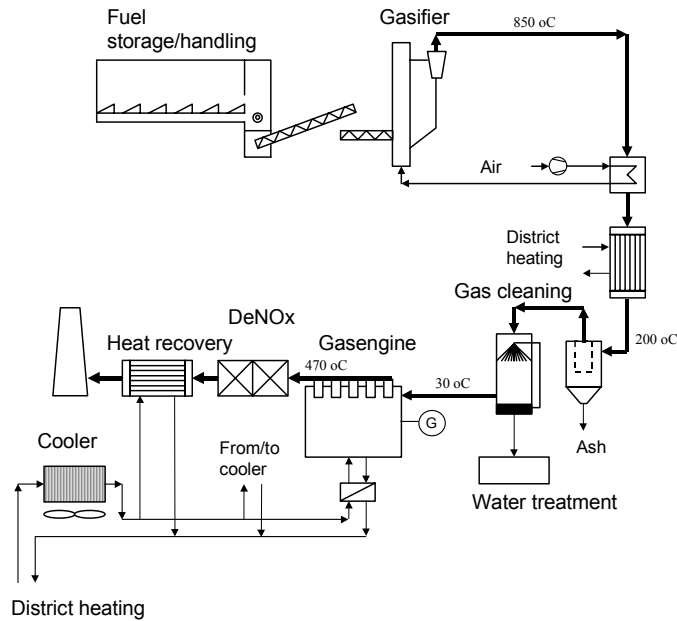 Fuel
storage/handling
Gasifier
850 oC
Air
District
heating
Gas cleaning
200 oC
DeNOx
Heat recovery
Gasengine
470 oC
30 oC
G
Ash
Cooler
From/to
cooler
Water treatment
District heating